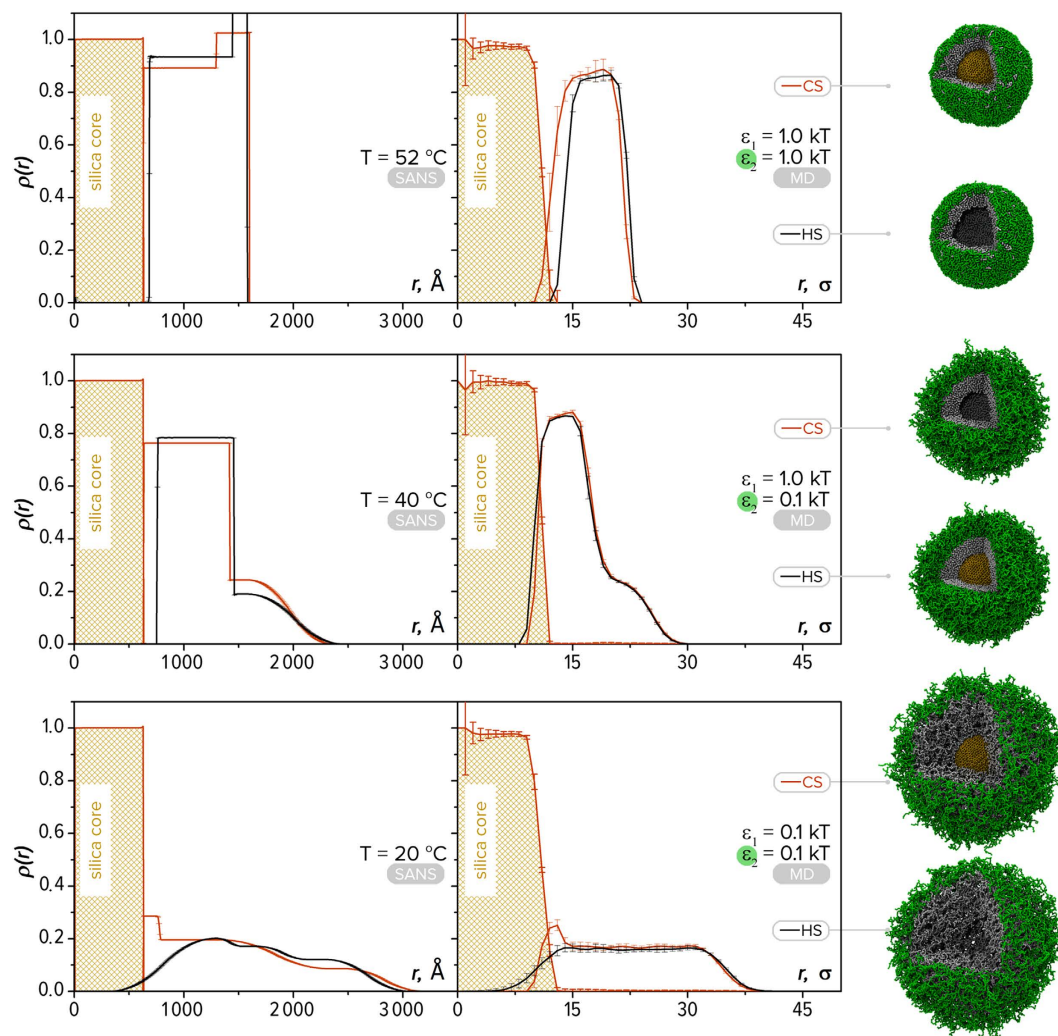 1.0
0.8
0.6
0.4
0.2
0.0
ρ(r)
silica core
T = 52 °C
SANS
r, Å
0
1000
2000
3000
silica core
CS
ε₁ = 1.0 kT
ε₂ = 1.0 kT
MD
HS
r, σ
0
15
30
45
1.0
0.8
0.6
0.4
0.2
0.0
ρ(r)
silica core
T = 40 °C
SANS
r, Å
0
1000
2000
3000
silica core
CS
ε₁ = 1.0 kT
ε₂ = 0.1 kT
MD
HS
r, σ
0
15
30
45
1.0
0.8
0.6
0.4
0.2
0.0
ρ(r)
silica core
T = 20 °C
SANS
r, Å
0
1000
2000
3000
silica core
CS
ε₁ = 0.1 kT
ε₂ = 0.1 kT
MD
HS
r, σ
0
15
30
45